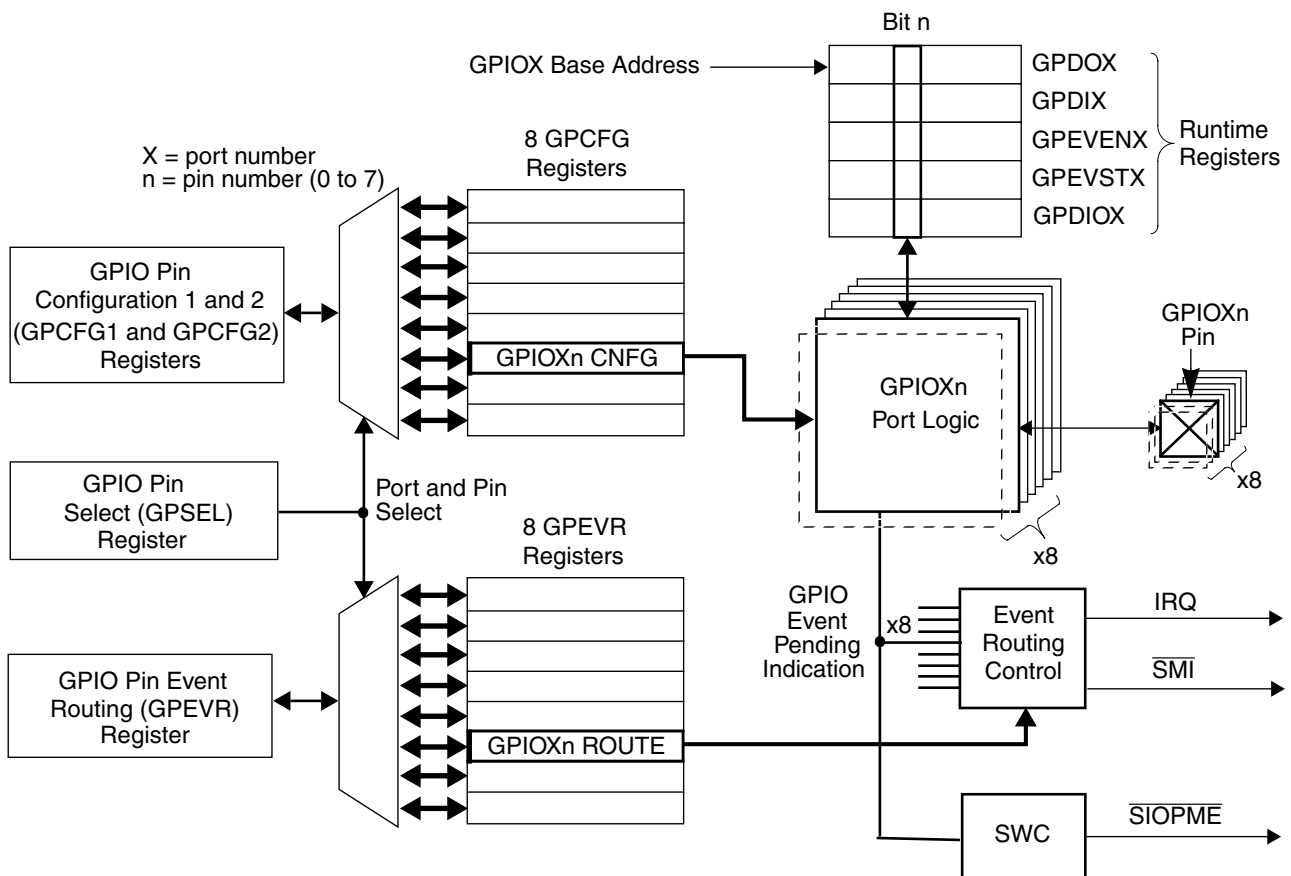 Bit n
GPIOX Base Address
GPDOX
GPDIX
GPEVENX
GPEVSTX
GPDIOX
Runtime
Registers
8 GPCFG
Registers
X = port number
n = pin number (0 to 7)
GPIO Pin
Configuration 1 and 2
(GPCFG1 and GPCFG2)
Registers
GPIOXn CNFG
GPIOXn
Port Logic
GPIOXn
Pin
x8
x8
GPIO Pin
Select (GPSEL)
Register
Port and Pin
Select
8 GPEVR
Registers
GPIO
Event
Pending
Indication
x8
Event
Routing
Control
IRQ
SMI
GPIO Pin Event
Routing (GPEVR)
Register
GPIOXn ROUTE
SWC
SIOPME